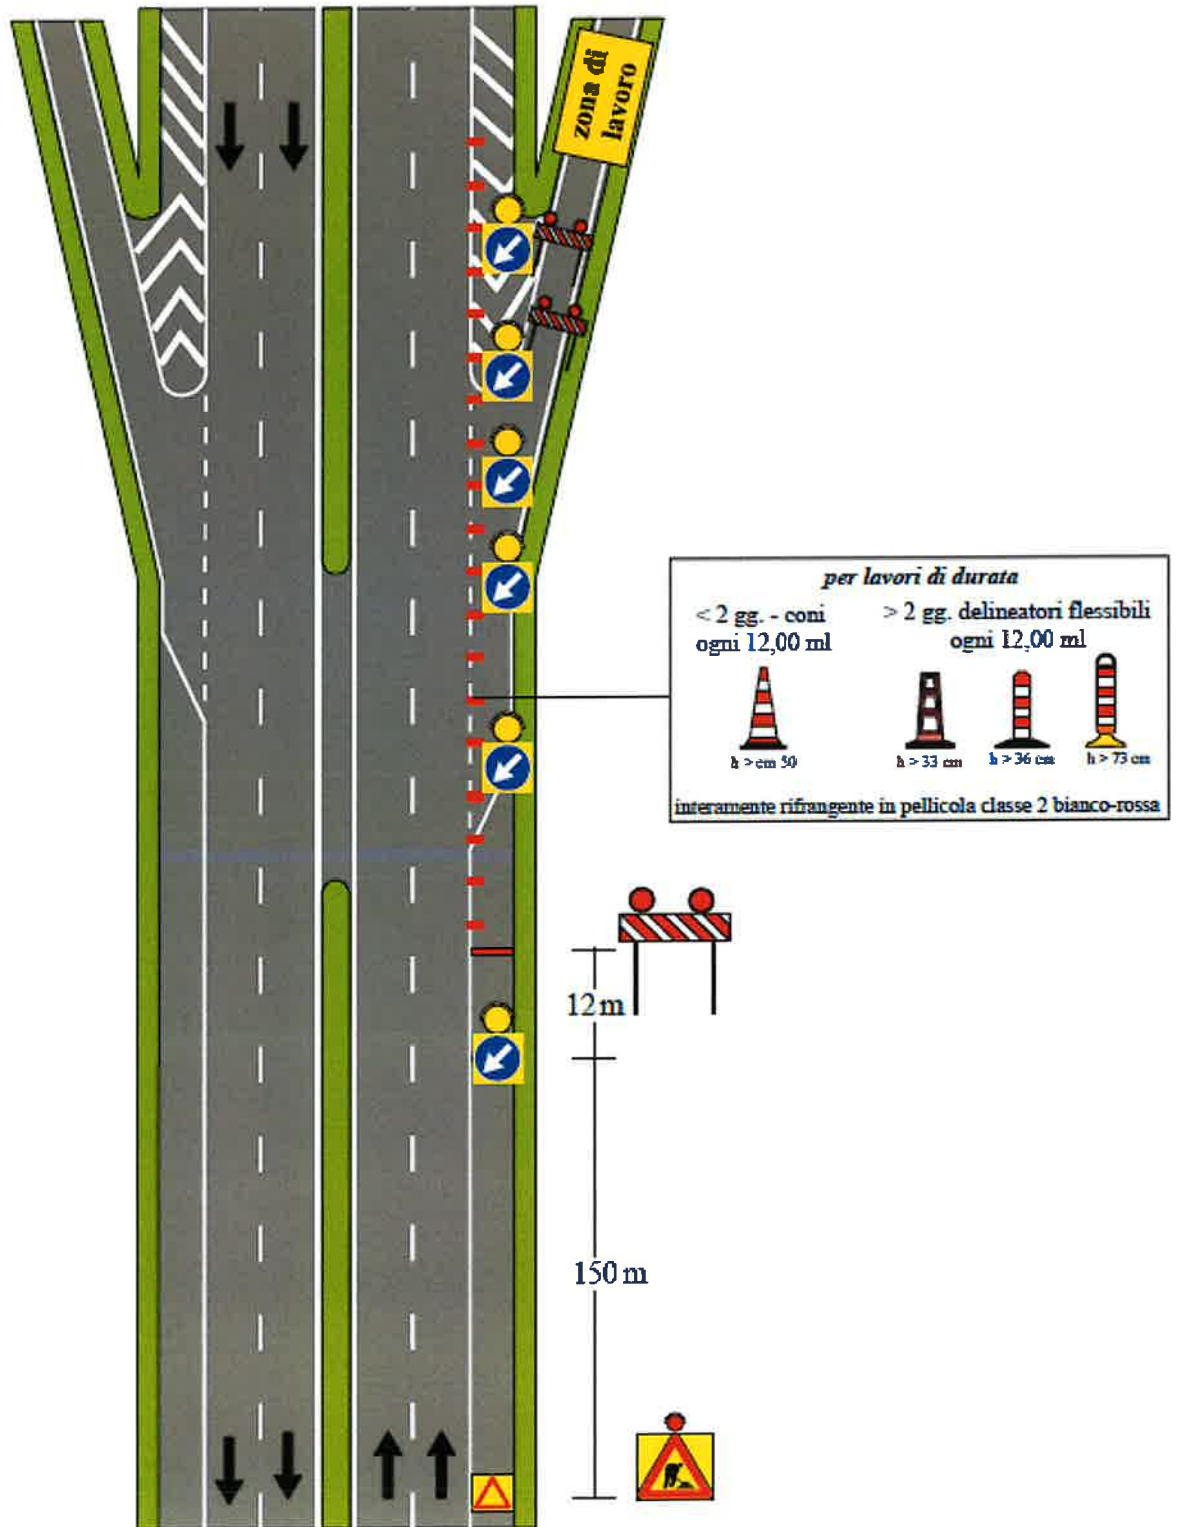 zona di
lavoro
per lavori di durata
< 2 gg. - coni
ogni 12,00 ml
> 2 gg. delineatori flessibili
ogni 12,00 ml
h > cm 50
h > 33 cm
h > 36 cm
h > 73 cm
interamente rifrangente in pellicola classe 2 bianco-rossa
12 m
150 m